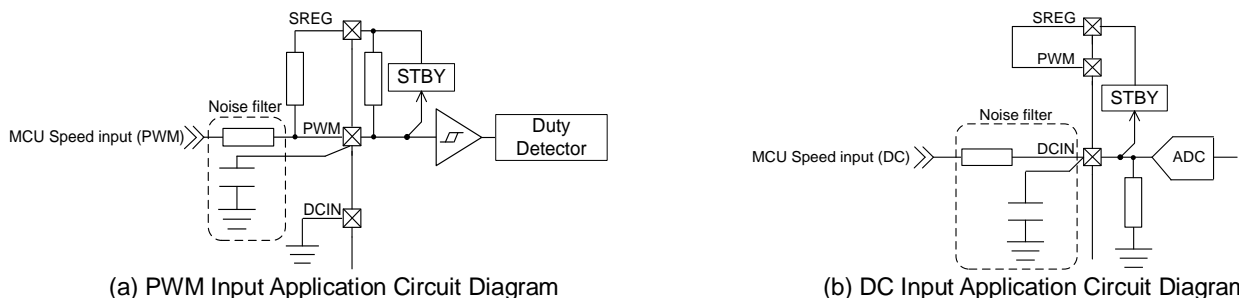 SREG
STBY
Noise filter
MCU Speed input (PWM)
PWM
Duty
Detector
DCIN
(a) PWM Input Application Circuit Diagram
SREG
PWM
STBY
Noise filter
MCU Speed input (DC)
DCIN
ADC
(b) DC Input Application Circuit Diagram